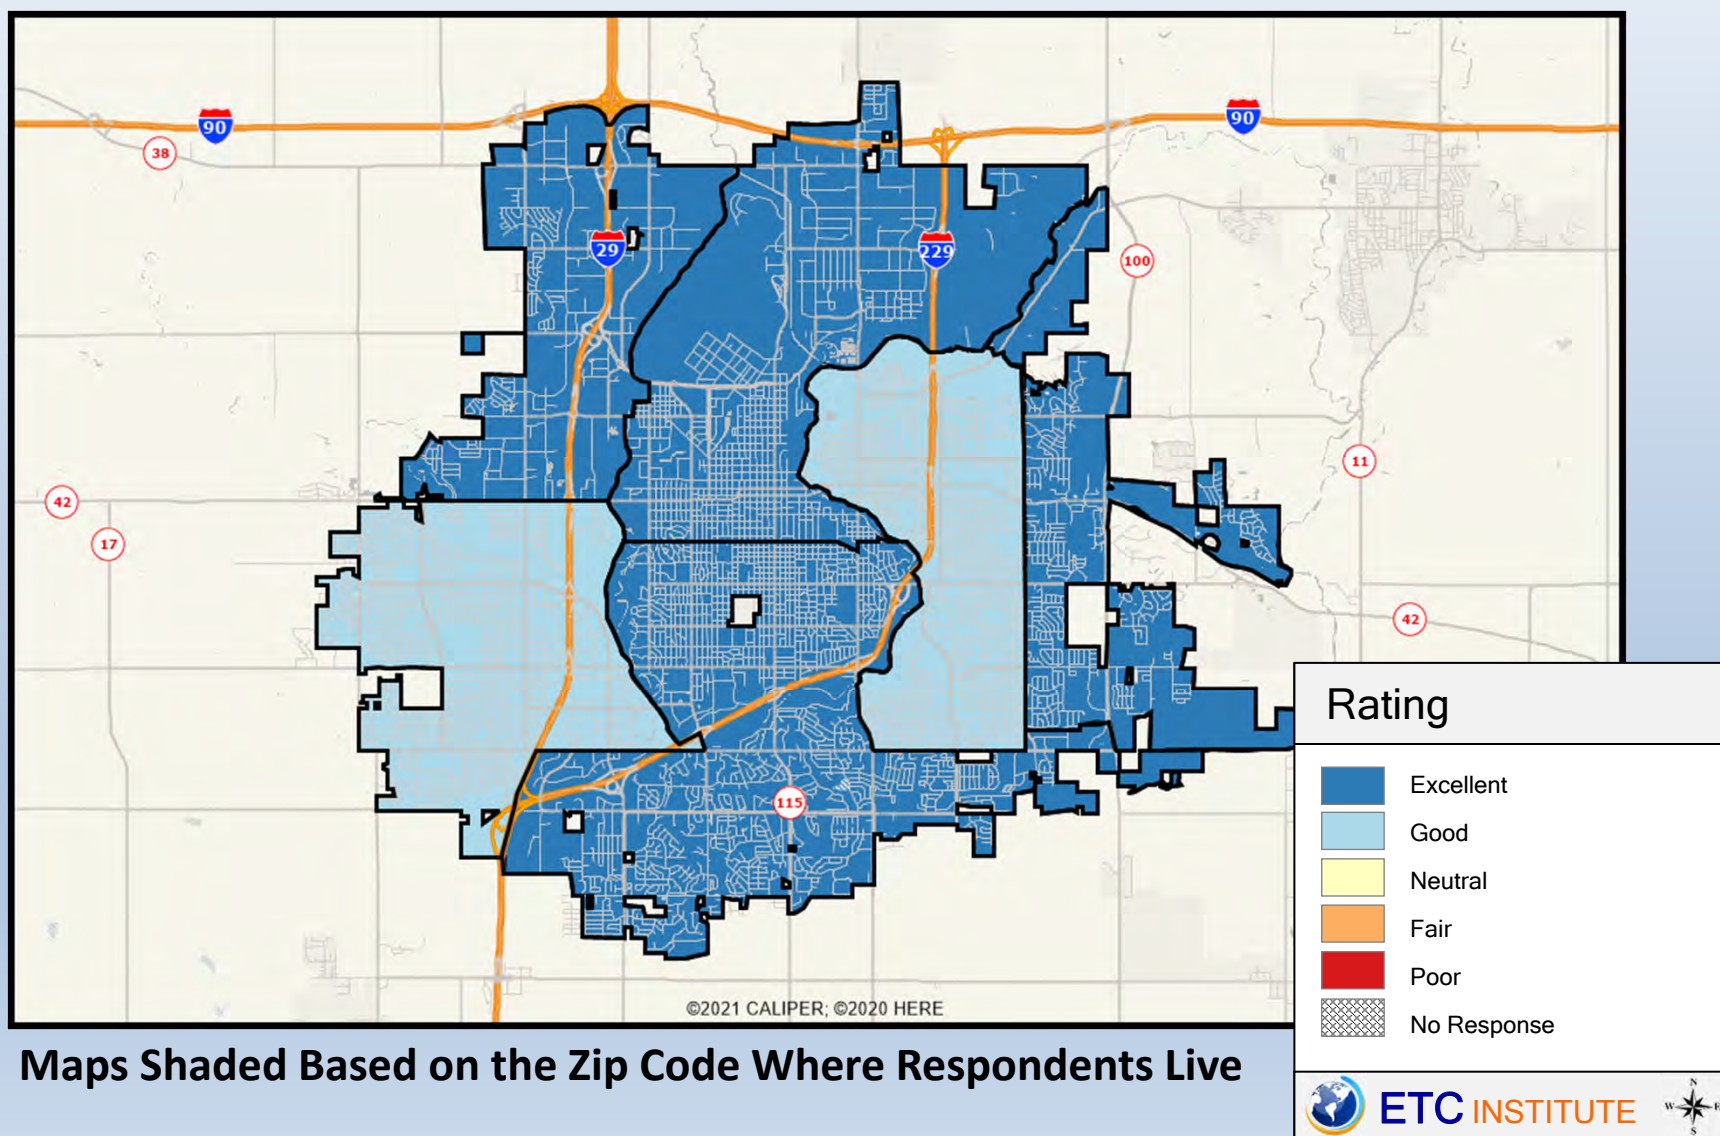 90
90
38
29
229
100
11
42
17
42
115
©2021 CALIPER; ©2020 HERE
Rating
Excellent
Good
Neutral
Fair
Poor
No Response
Maps Shaded Based on the Zip Code Where Respondents Live
ETC INSTITUTE
N
W E
S